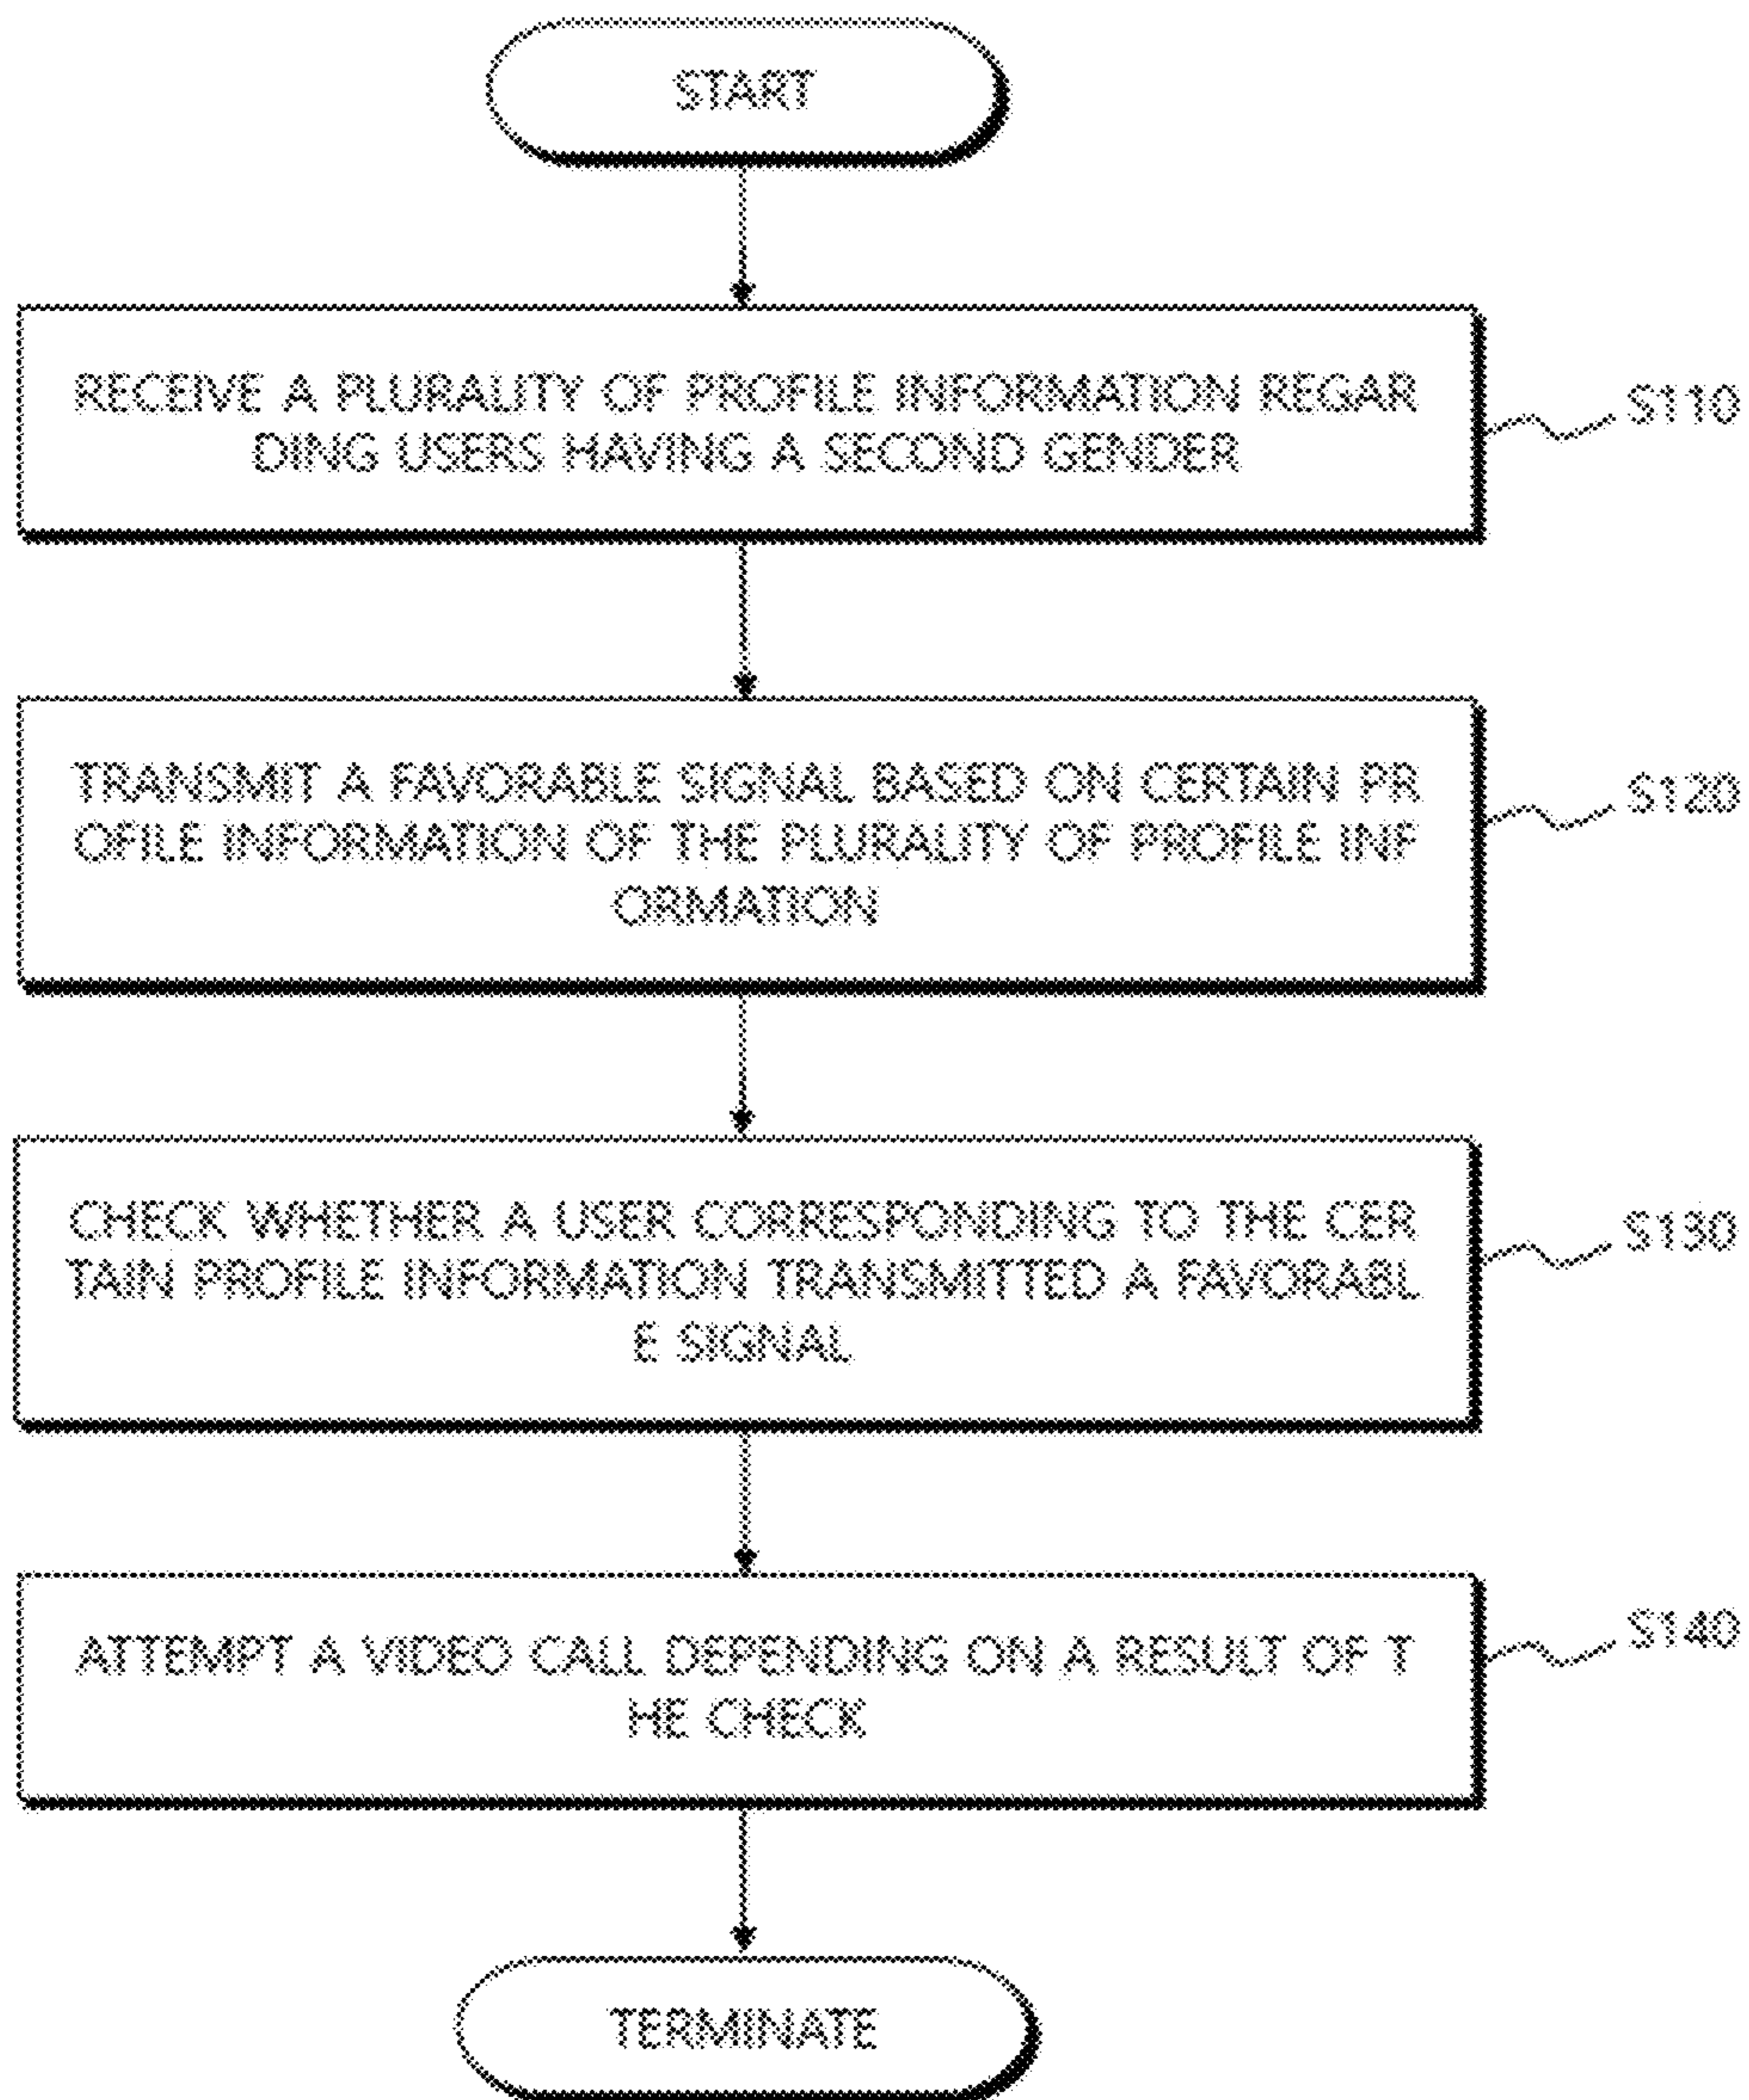 START
RECEIVE A PLURALITY OF PROFILE INFORMATION REGAR
DING USERS HAVING A SECOND GENDER
S110
TRANSMIT A FAVORABLE SIGNAL BASED ON CERTAIN PR
OFILE INFORMATION OF THE PLURALITY OF PROFILE INF
ORMATION
S120
CHECK WHETHER A USER CORRESPONDING TO THE CER
TAIN PROFILE INFORMATION TRANSMITTED A FAVORABL
E SIGNAL
S130
ATTEMPT A VIDEO CALL DEPENDING ON A RESULT OF T
HE CHECK
S140
TERMINATE